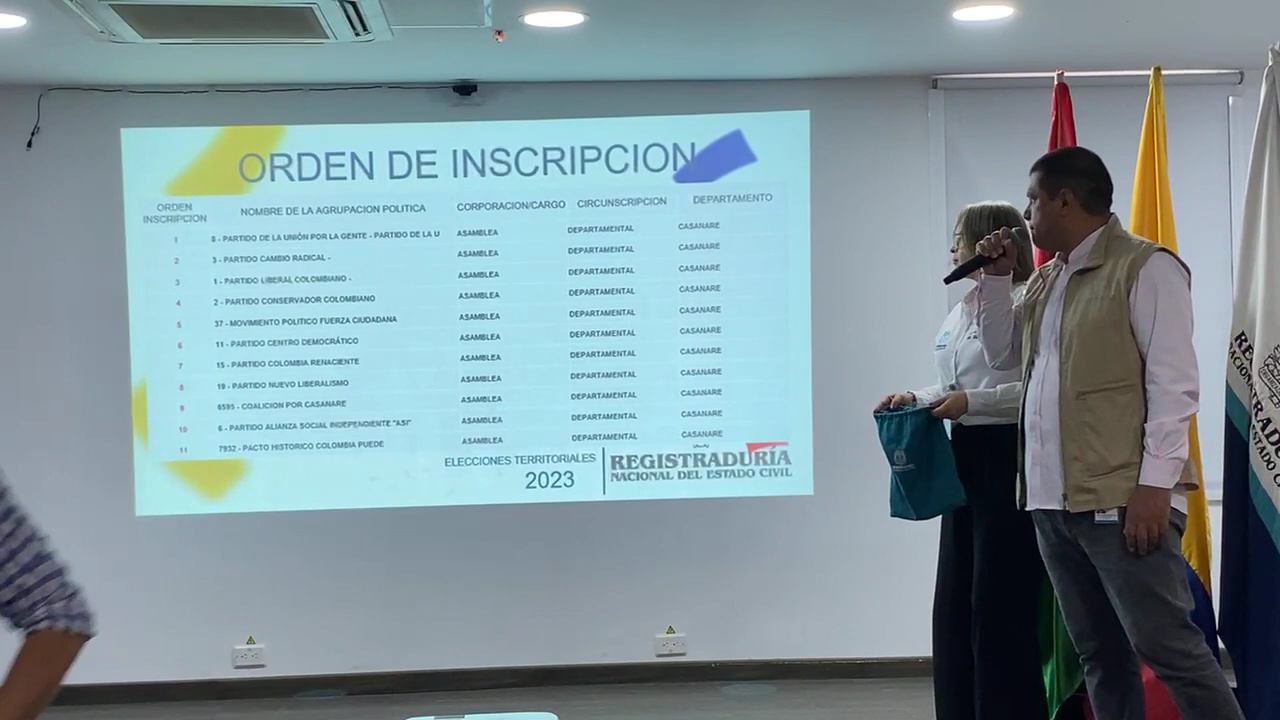 ORDEN DE INSCRIPCION
ORDEN INSCRIPCION NOMBRE DE LA AGRUPACION POLITICA CORPORACION/CARGO CIRCUNSCRIPCION DEPARTAMENTO
1 8 - PARTIDO DE LA UNIÓN POR LA GENTE - PARTIDO DE LA U ASAMBLEA DEPARTAMENTAL CASANARE
2 3 - PARTIDO CAMBIO RADICAL - ASAMBLEA DEPARTAMENTAL CASANARE
3 1 - PARTIDO LIBERAL COLOMBIANO - ASAMBLEA DEPARTAMENTAL CASANARE
4 2 - PARTIDO CONSERVADOR COLOMBIANO ASAMBLEA DEPARTAMENTAL CASANARE
5 37 - MOVIMIENTO POLITICO FUERZA CIUDADANA ASAMBLEA DEPARTAMENTAL CASANARE
6 11 - PARTIDO CENTRO DEMOCRÁTICO ASAMBLEA DEPARTAMENTAL CASANARE
7 15 - PARTIDO COLOMBIA RENACIENTE ASAMBLEA DEPARTAMENTAL CASANARE
8 19 - PARTIDO NUEVO LIBERALISMO ASAMBLEA DEPARTAMENTAL CASANARE
9 6595 - COALICION POR CASANARE ASAMBLEA DEPARTAMENTAL CASANARE
10 6 - PARTIDO ALIANZA SOCIAL INDEPENDIENTE "ASI" ASAMBLEA DEPARTAMENTAL CASANARE
11 7932 - PACTO HISTORICO COLOMBIA PUEDE ASAMBLEA DEPARTAMENTAL CASANARE
ELECCIONES TERRITORIALES
2023
REGISTRADURÍA
NACIONAL DEL ESTADO CIVIL